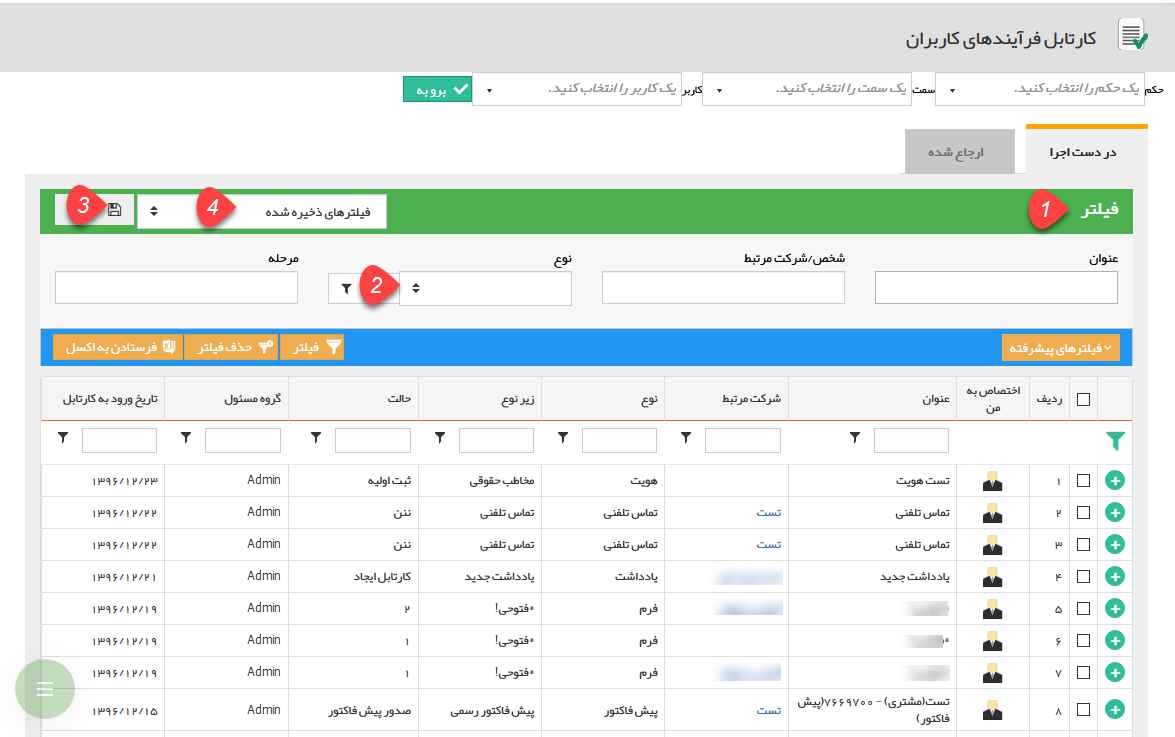 کارتابل فرآیندهای کاربران
حکم یک حکم را انتخاب کنید. سمت یک سمت را انتخاب کنید. کاربر یک کاربر را انتخاب کنید. برو به
در دست اجرا ارجاع شده
فیلتر 1 فیلترهای ذخیره شده 4 3
عنوان شخص/شرکت مرتبط نوع مرحله
2
فیلترهای پیشرفته فیلتر حذف فیلتر فرستادن به اکسل
ردیف اختصاص به من عنوان شرکت مرتبط نوع زیر نوع حالت گروه مسئول تاریخ ورود به کارتابل
۱ تست هویت هویت مخاطب حقوقی ثبت اولیه Admin ۱۳۹۶/۱۲/۲۳
۲ تماس تلفنی تست تماس تلفنی تماس تلفنی ننن Admin ۱۳۹۶/۱۲/۲۲
۳ تماس تلفنی تست تماس تلفنی تماس تلفنی ننن Admin ۱۳۹۶/۱۲/۲۲
۴ یادداشت جدید یادداشت یادداشت جدید کارتابل ایجاد Admin ۱۳۹۶/۱۲/۲۱
۵ فرم *فتوحی! ۲ Admin ۱۳۹۶/۱۲/۱۹
۶ فرم *فتوحی! ۱ Admin ۱۳۹۶/۱۲/۱۹
۷ فرم *فتوحی! ۱ Admin ۱۳۹۶/۱۲/۱۹
۸ تست(مشتری) - ۷۶۶۹۷۰۰(پیش فاکتور) تست پیش فاکتور پیش فاکتور رسمی صدور پیش فاکتور Admin ۱۳۹۶/۱۲/۱۵